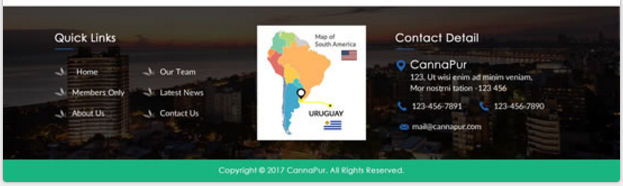 Quick Links
Home
Our Team
Members Only
Latest News
About Us
Contact Us
Map of
South America
URUGUAY
Contact Detail
CannaPur
123, Ut wisi enim ad minim veniam,
Mor nostrni tation -123 456
123-456-7891
123-456-7890
mail@cannapur.com
Copyright © 2017 CannaPur. All Rights Reserved.